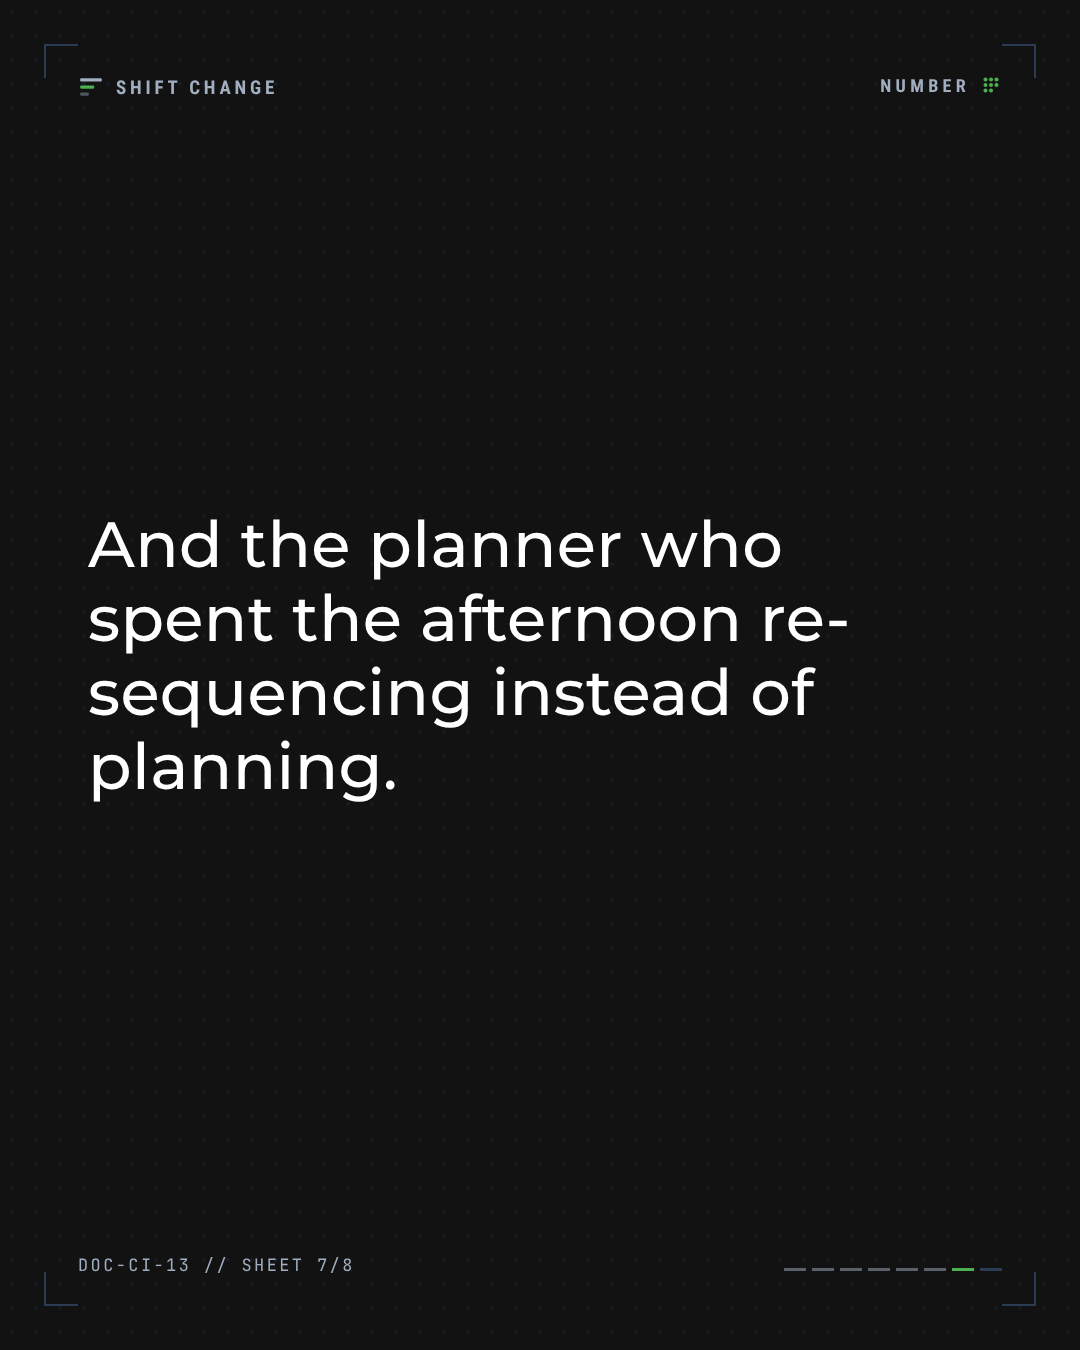 SHIFT CHANGE
NUMBER
And the planner who
spent the afternoon re-
sequencing instead of
planning.
DOC-CI-13 // SHEET 7/8